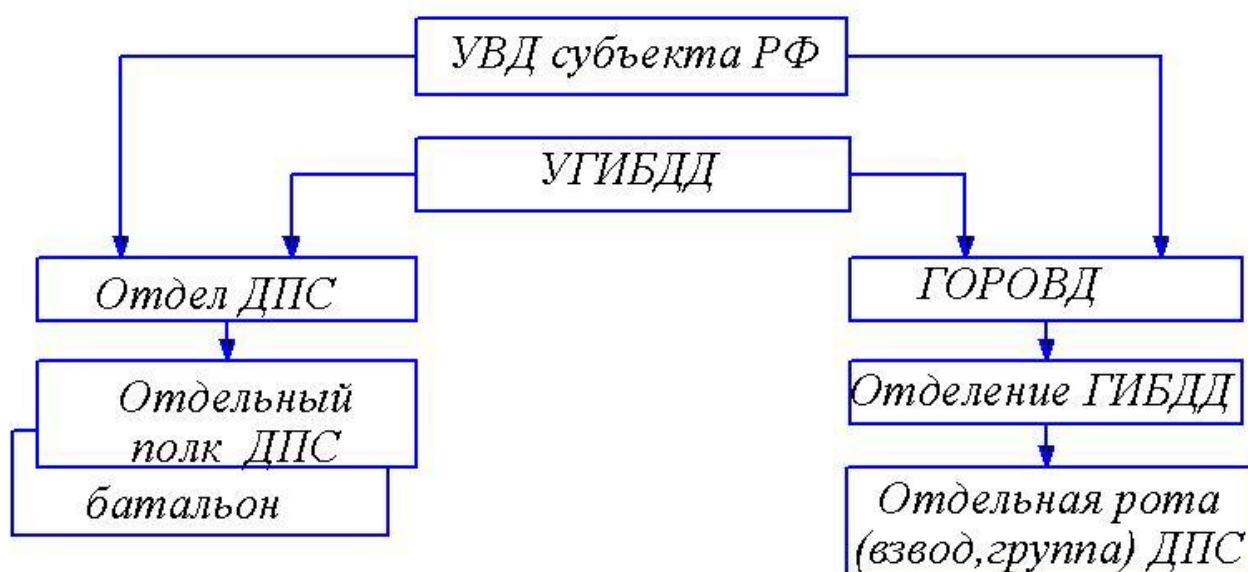 УВД субъекта РФ
УГИБДД
Отдел ДПС
ГОРОВД
Отдельный
полк ДПС
батальон
Отделение ГИБДД
Отдельная рота
(взвод,группа) ДПС